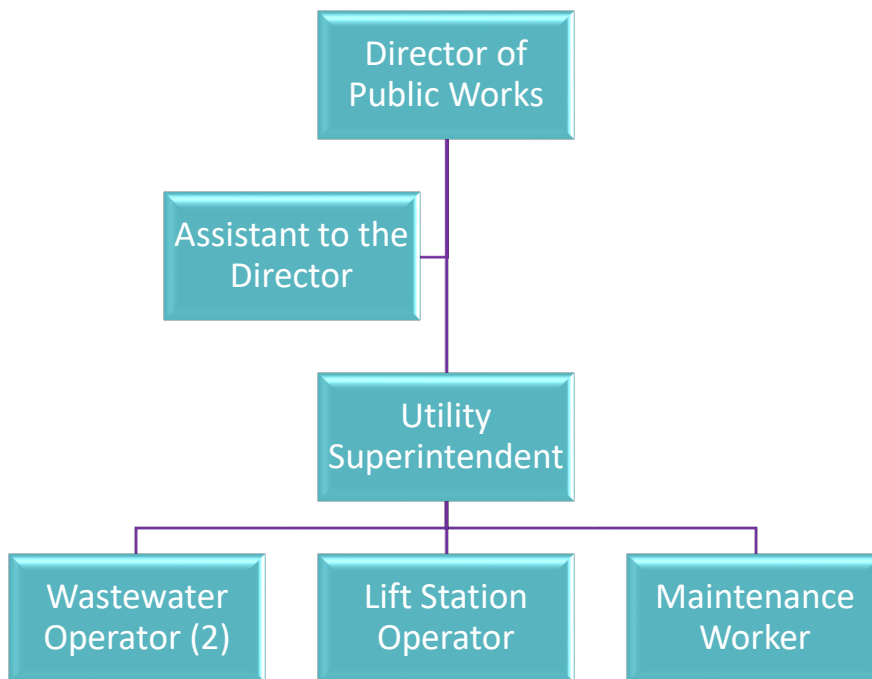 Director of
Public Works
Assistant to the
Director
Utility
Superintendent
Wastewater
Operator (2)
Lift Station
Operator
Maintenance
Worker